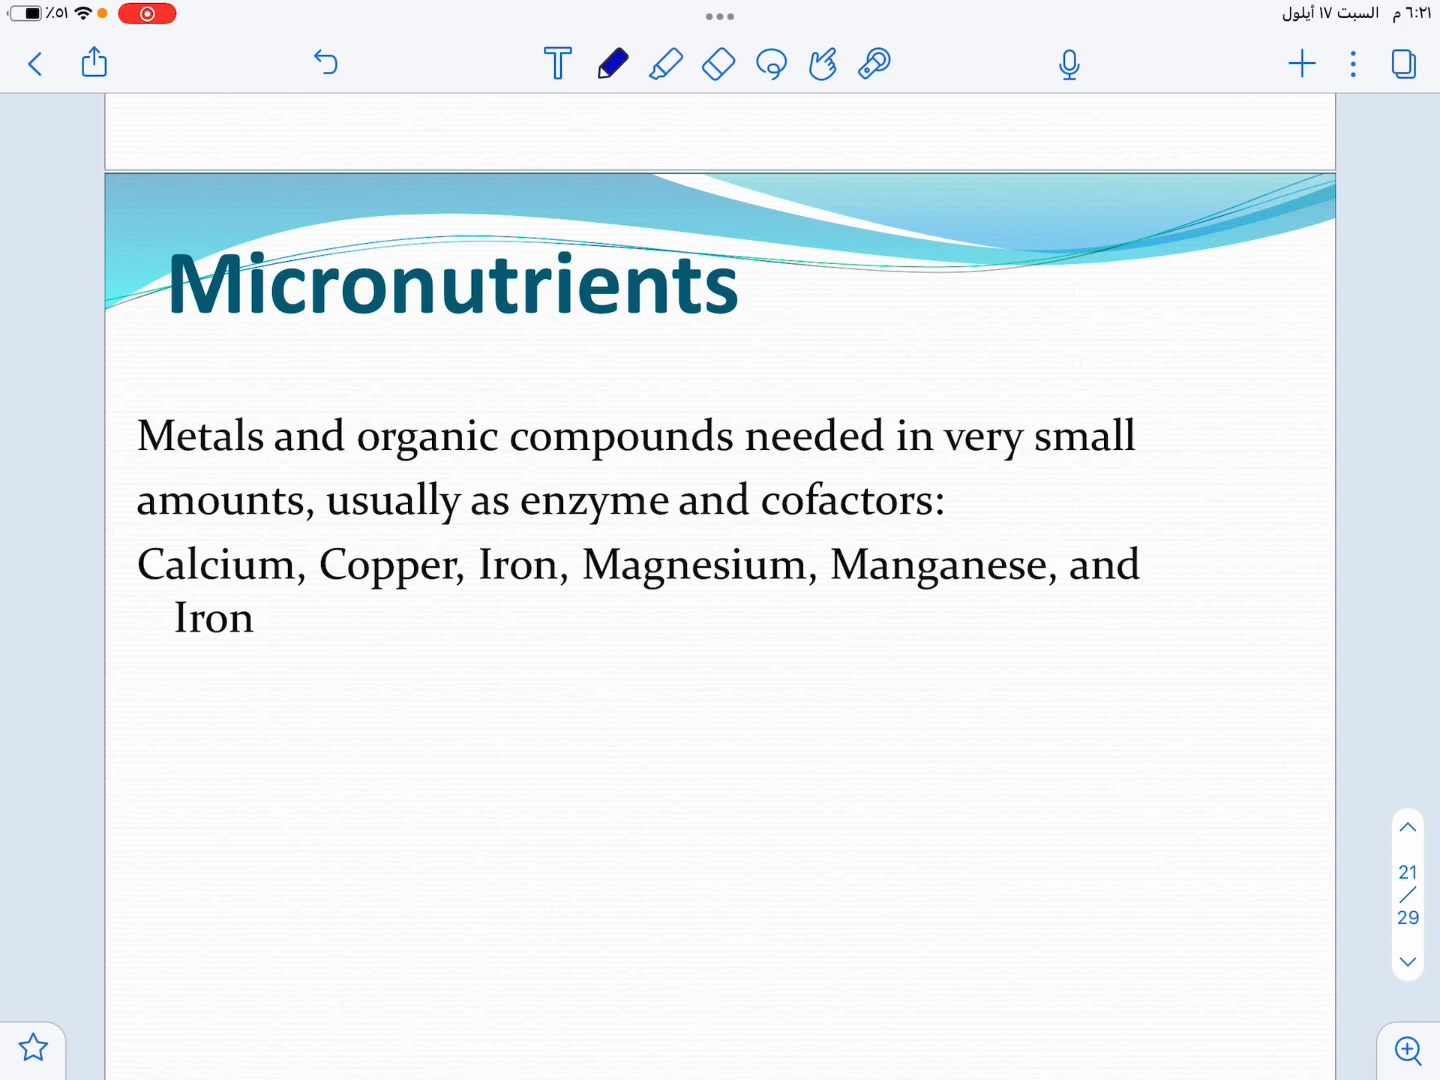 ٪٥١
السبت ١٧ أيلول ٦:٢١ م
Micronutrients
Metals and organic compounds needed in very small
amounts, usually as enzyme and cofactors:
Calcium, Copper, Iron, Magnesium, Manganese, and
Iron
21
/
29